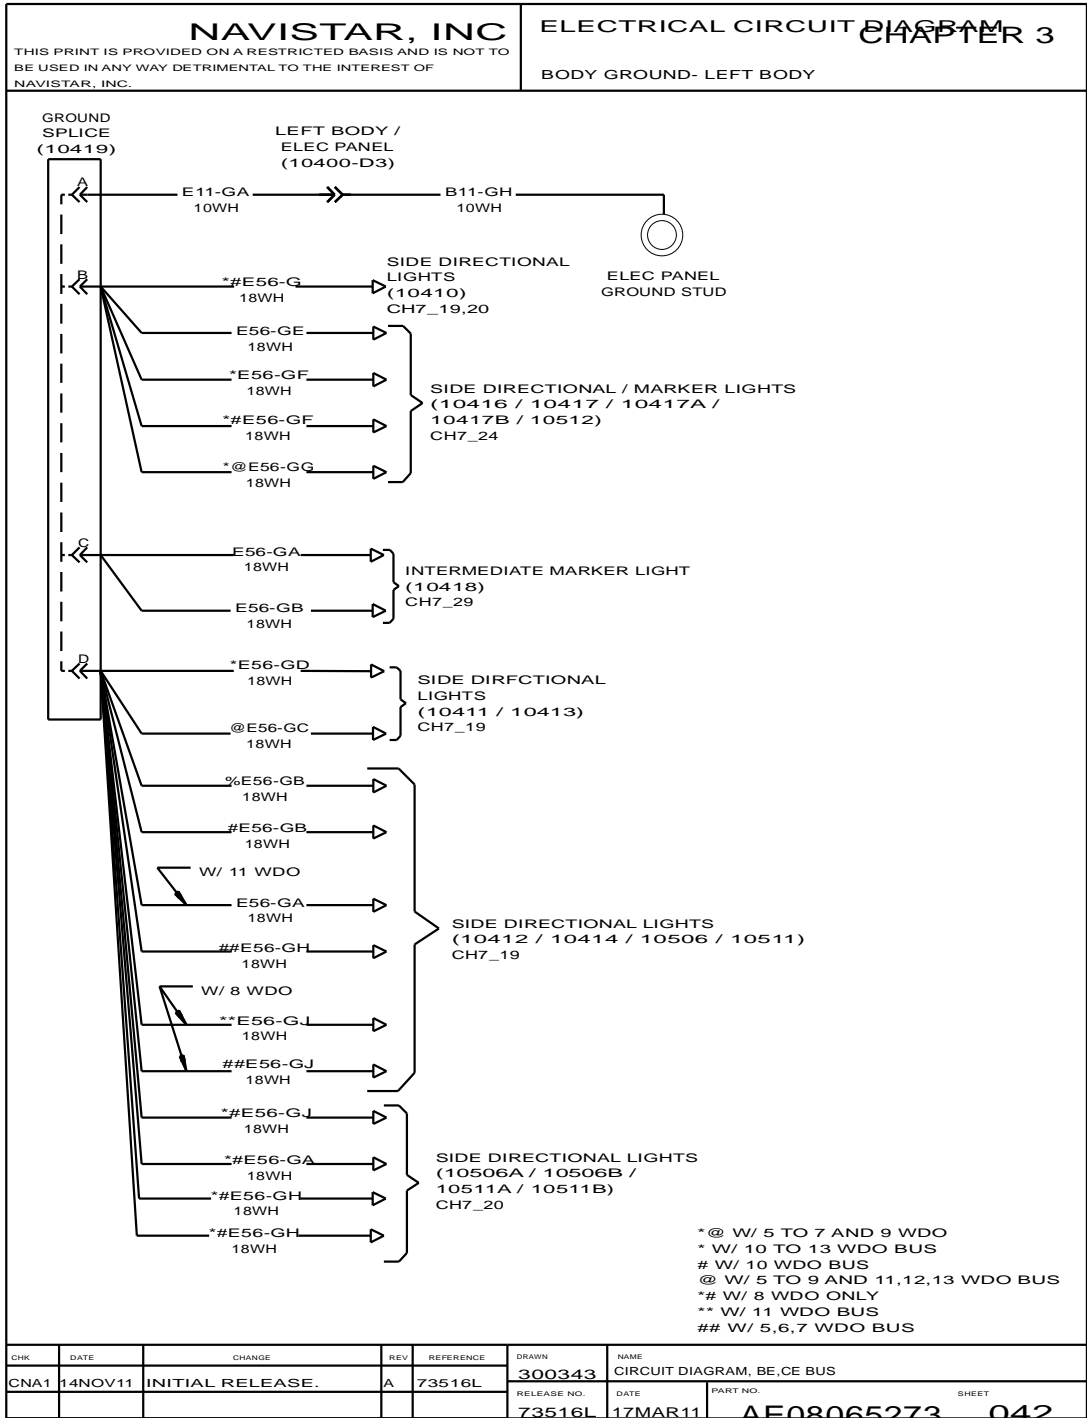 NAVISTAR, INC
THIS PRINT IS PROVIDED ON A RESTRICTED BASIS AND IS NOT TO
BE USED IN ANY WAY DETRIMENTAL TO THE INTEREST OF
NAVISTAR, INC.
ELECTRICAL CIRCUIT DIAGRAM
CHAPTER 3
BODY GROUND- LEFT BODY
GROUND
SPLICE
(10419)
LEFT BODY /
ELEC PANEL
(10400-D3)
A
E11-GA
10WH
B11-GH
10WH
ELEC PANEL
GROUND STUD
B
*#E56-G
18WH
SIDE DIRECTIONAL
LIGHTS
(10410)
CH7_19,20
E56-GE
18WH
*E56-GF
18WH
*#E56-GF
18WH
*@E56-GG
18WH
SIDE DIRECTIONAL / MARKER LIGHTS
(10416 / 10417 / 10417A /
10417B / 10512)
CH7_24
C
E56-GA
18WH
E56-GB
18WH
INTERMEDIATE MARKER LIGHT
(10418)
CH7_29
D
*E56-GD
18WH
@E56-GC
18WH
SIDE DIRFCTIONAL
LIGHTS
(10411 / 10413)
CH7_19
%E56-GB
18WH
#E56-GB
18WH
W/ 11 WDO
E56-GA
18WH
##E56-GH
18WH
W/ 8 WDO
**E56-GJ
18WH
##E56-GJ
18WH
SIDE DIRECTIONAL LIGHTS
(10412 / 10414 / 10506 / 10511)
CH7_19
*#E56-GJ
18WH
*#E56-GA
18WH
*#E56-GH
18WH
*#E56-GH
18WH
SIDE DIRECTIONAL LIGHTS
(10506A / 10506B /
10511A / 10511B)
CH7_20
*@ W/ 5 TO 7 AND 9 WDO
* W/ 10 TO 13 WDO BUS
# W/ 10 WDO BUS
@ W/ 5 TO 9 AND 11,12,13 WDO BUS
*# W/ 8 WDO ONLY
** W/ 11 WDO BUS
## W/ 5,6,7 WDO BUS
CHK DATE CHANGE REV REFERENCE
CNA1 14NOV11 INITIAL RELEASE. A 73516L
DRAWN
300343
NAME
CIRCUIT DIAGRAM, BE,CE BUS
RELEASE NO.
73516L
DATE
17MAR11
PART NO.
AE08065273
SHEET
042